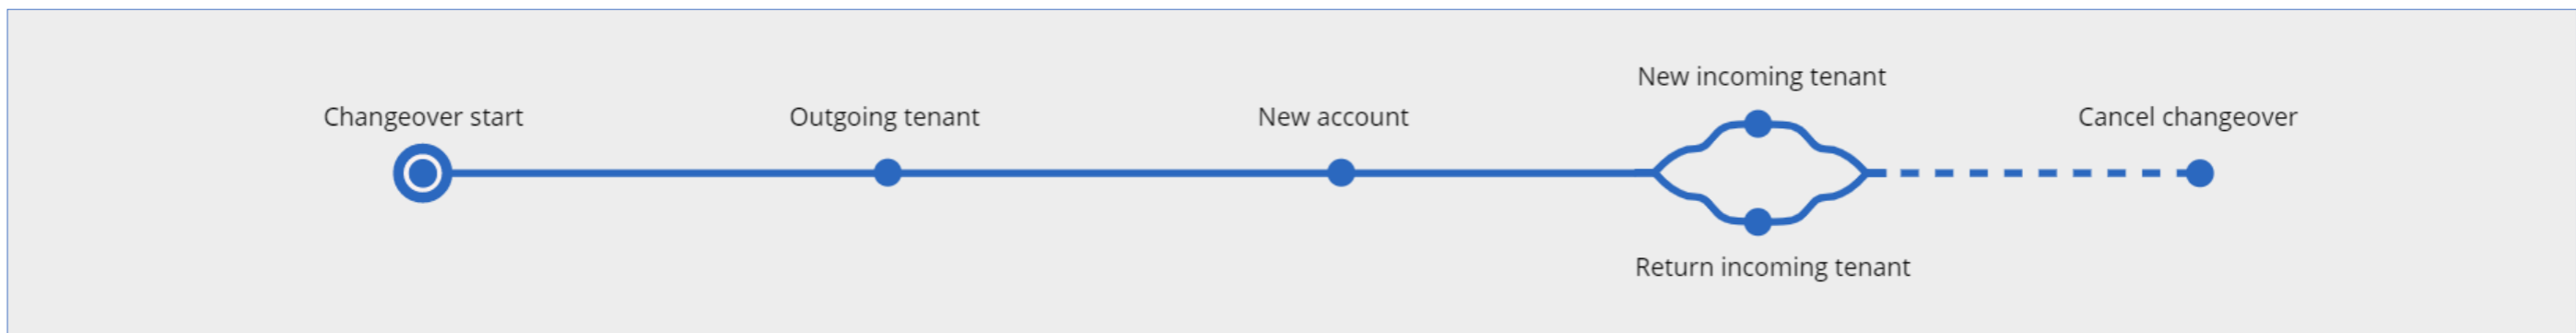 Changeover start
Outgoing tenant
New account
New incoming tenant
Return incoming tenant
Cancel changeover